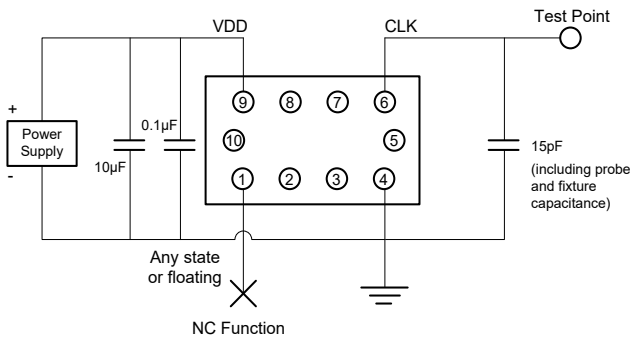 Test Point
VDD
CLK
9
8
7
6
+
Power
Supply
-
10µF
0.1µF
10
5
15pF
(including probe
and fixture
capacitance)
1
2
3
4
Any state
or floating
NC Function